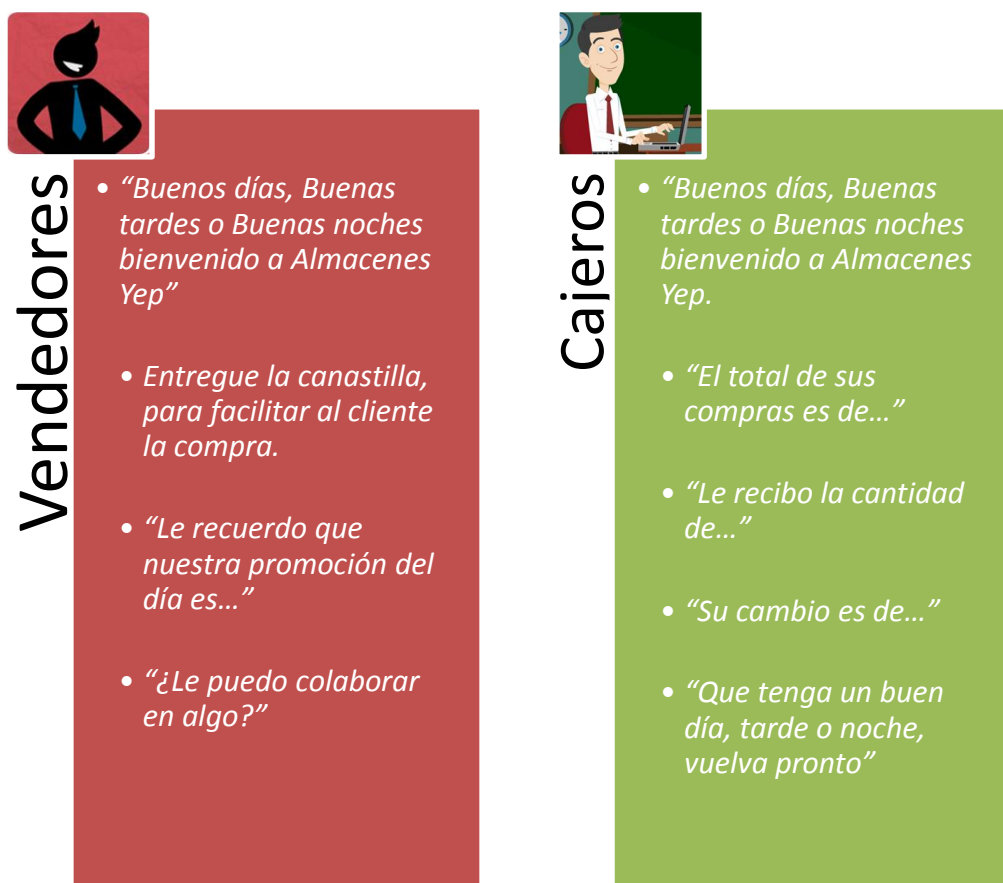 Vendedores
• “Buenos días, Buenas
tardes o Buenas noches
bienvenido a Almacenes
Yep”
• Entregue la canastilla,
para facilitar al cliente
la compra.
• “Le recuerdo que
nuestra promoción del
día es…”
• “¿Le puedo colaborar
en algo?”
Cajeros
• “Buenos días, Buenas
tardes o Buenas noches
bienvenido a Almacenes
Yep.
• “El total de sus
compras es de…”
• “Le recibo la cantidad
de…”
• “Su cambio es de…”
• “Que tenga un buen
día, tarde o noche,
vuelva pronto”